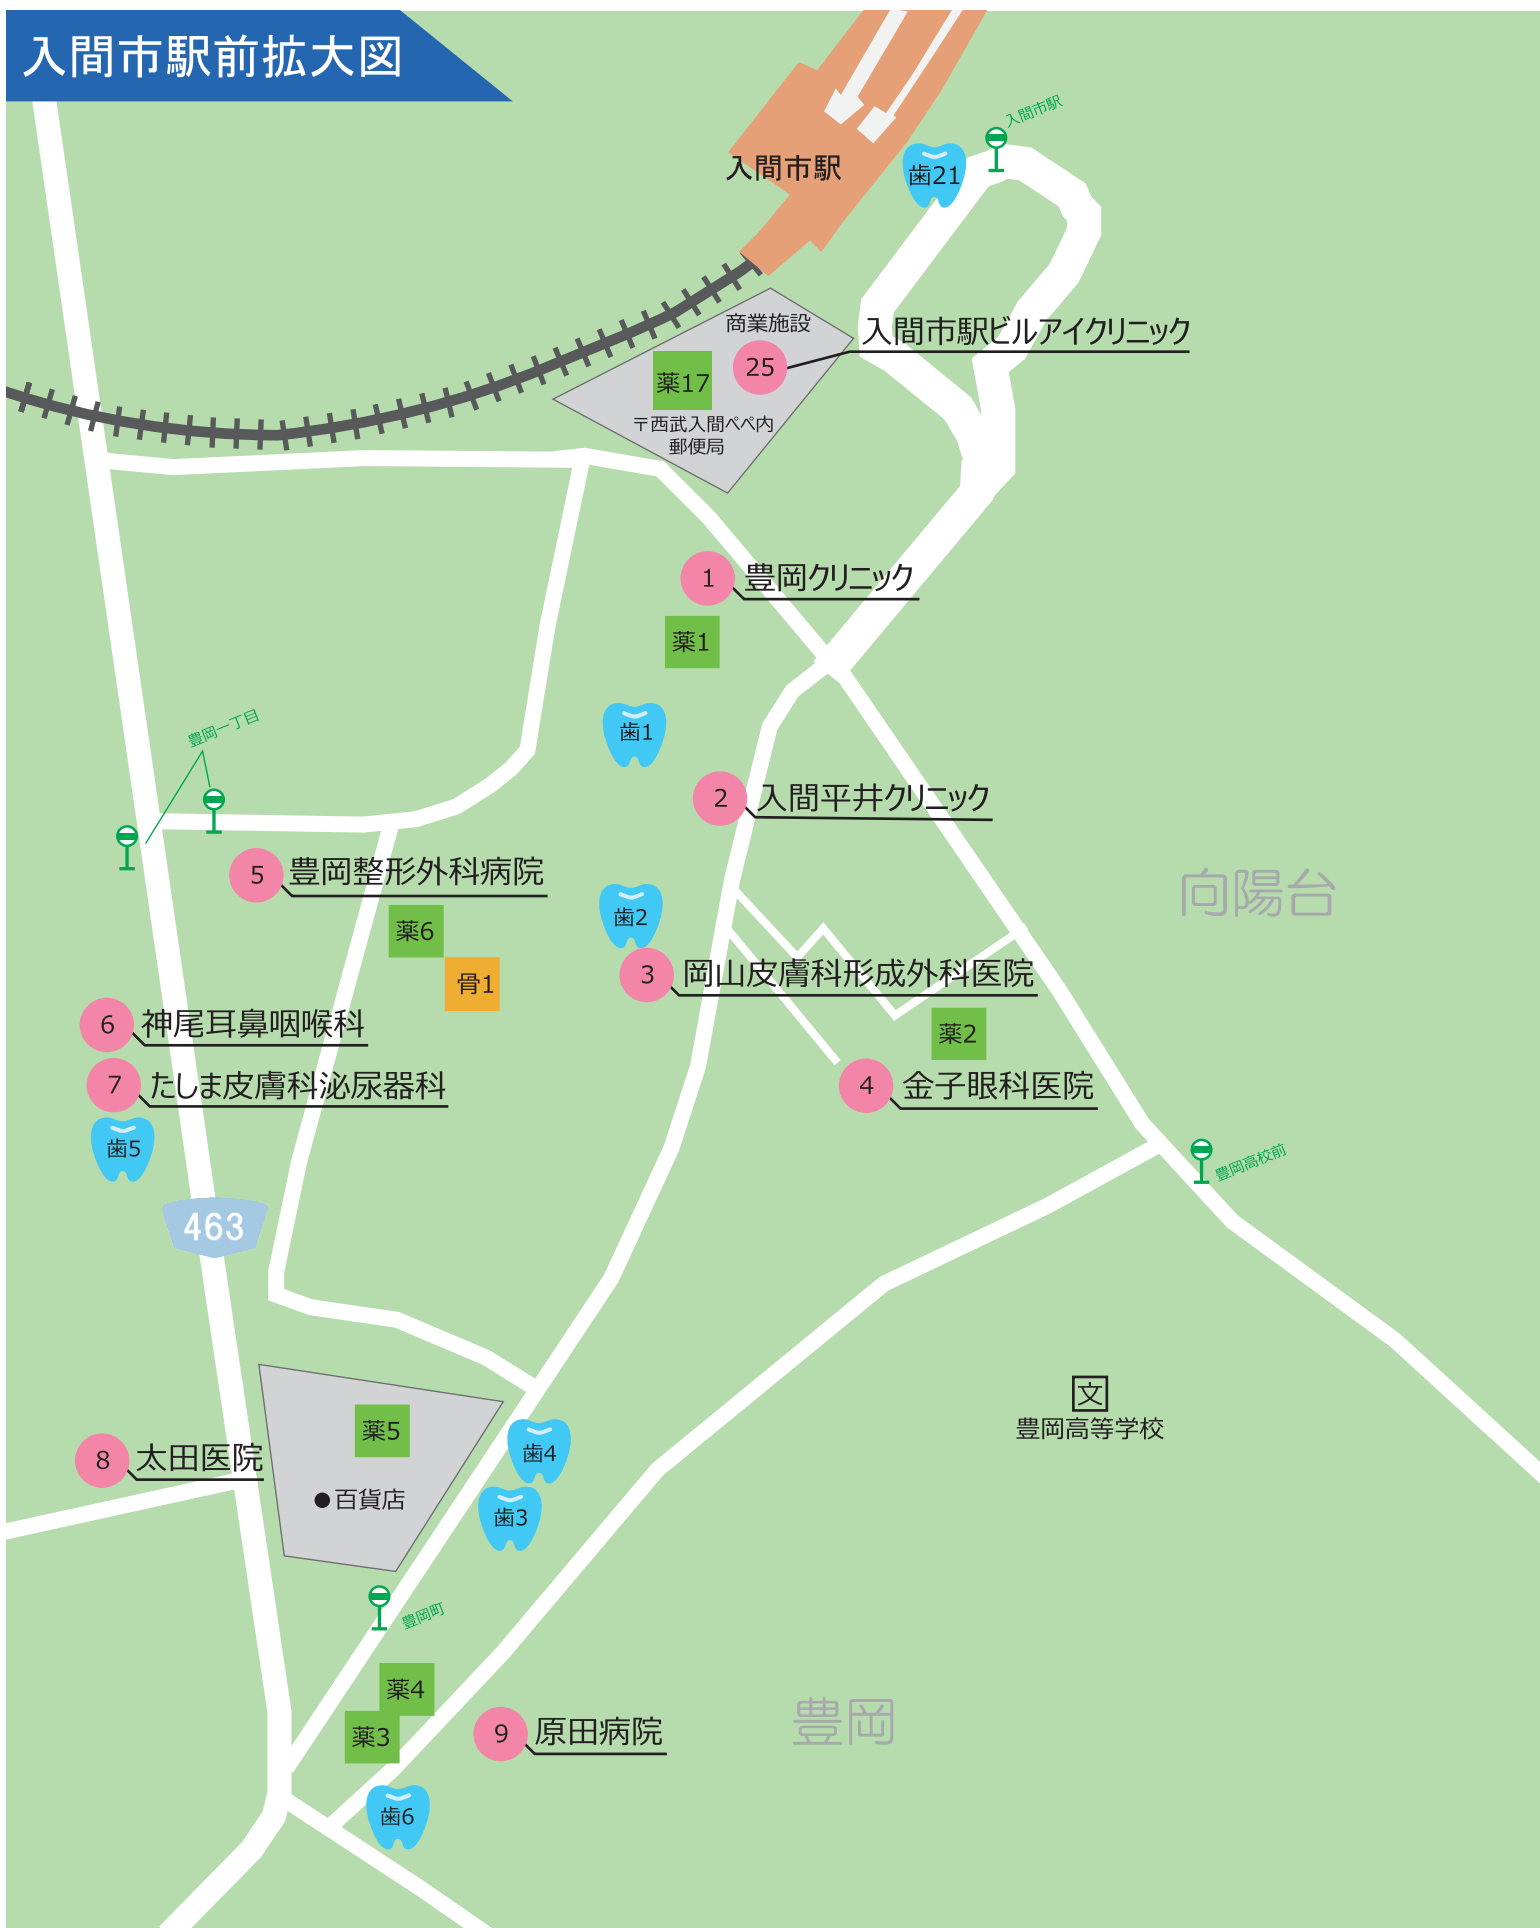 入間市駅前拡大図
入間市駅
入間市駅
歯21
商業施設
25
入間市駅ビルアイクリニック
薬17
〒西武入間ぺぺ内
郵便局
1
豊岡クリニック
薬1
豊岡一丁目
歯1
2
入間平井クリニック
5
豊岡整形外科病院
向陽台
歯2
薬6
3
岡山皮膚科形成外科医院
骨1
6
神尾耳鼻咽喉科
薬2
7
たしま皮膚科泌尿器科
4
金子眼科医院
歯5
豊岡高校前
463
文
豊岡高等学校
薬5
8
太田医院
歯4
百貨店
歯3
豊岡町
薬4
豊岡
薬3
9
原田病院
歯6